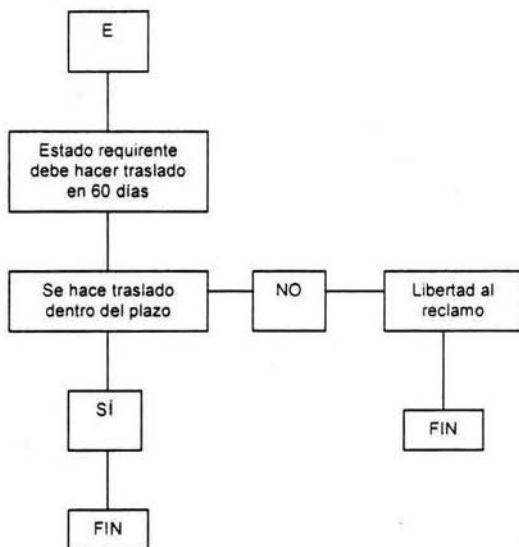 E
Estado requirente
debe hacer traslado
en 60 días
Se hace traslado
dentro del plazo
NO
Libertad al
reclamo
SÍ
FIN
FIN